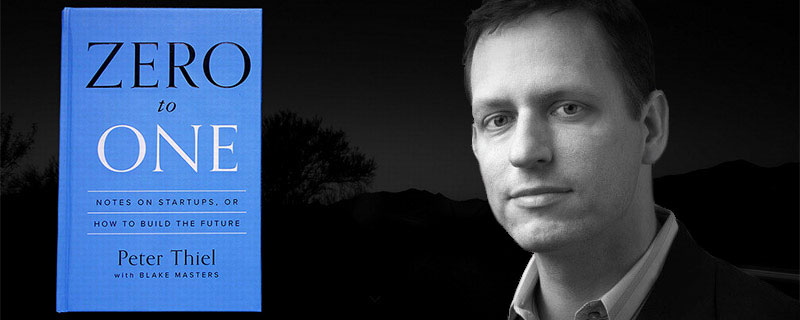 ZERO
to
ONE
NOTES ON STARTUPS, OR
HOW TO BUILD THE FUTURE
Peter Thiel
with BLAKE MASTERS